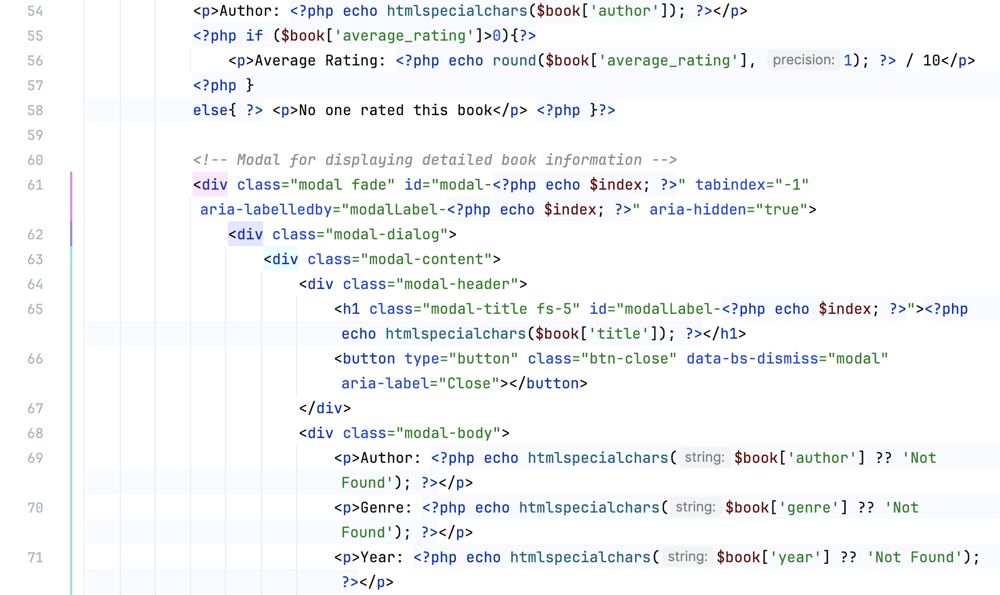 54 <p>Author: <?php echo htmlspecialchars($book['author']); ?></p>
55 <?php if ($book['average_rating']>0){?>
56 <p>Average Rating: <?php echo round($book['average_rating'], precision: 1); ?> / 10</p>
57 <?php }
58 else{ ?> <p>No one rated this book</p> <?php }?>
59
60 <!-- Modal for displaying detailed book information -->
61 <div class="modal fade" id="modal-<?php echo $index; ?>" tabindex="-1"
aria-labelledby="modalLabel-<?php echo $index; ?>" aria-hidden="true">
62 <div class="modal-dialog">
63 <div class="modal-content">
64 <div class="modal-header">
65 <h1 class="modal-title fs-5" id="modalLabel-<?php echo $index; ?>"><?php
echo htmlspecialchars($book['title']); ?></h1>
66 <button type="button" class="btn-close" data-bs-dismiss="modal"
aria-label="Close"></button>
67 </div>
68 <div class="modal-body">
69 <p>Author: <?php echo htmlspecialchars( string: $book['author'] ?? 'Not
Found'); ?></p>
70 <p>Genre: <?php echo htmlspecialchars( string: $book['genre'] ?? 'Not
Found'); ?></p>
71 <p>Year: <?php echo htmlspecialchars( string: $book['year'] ?? 'Not Found');
?></p>